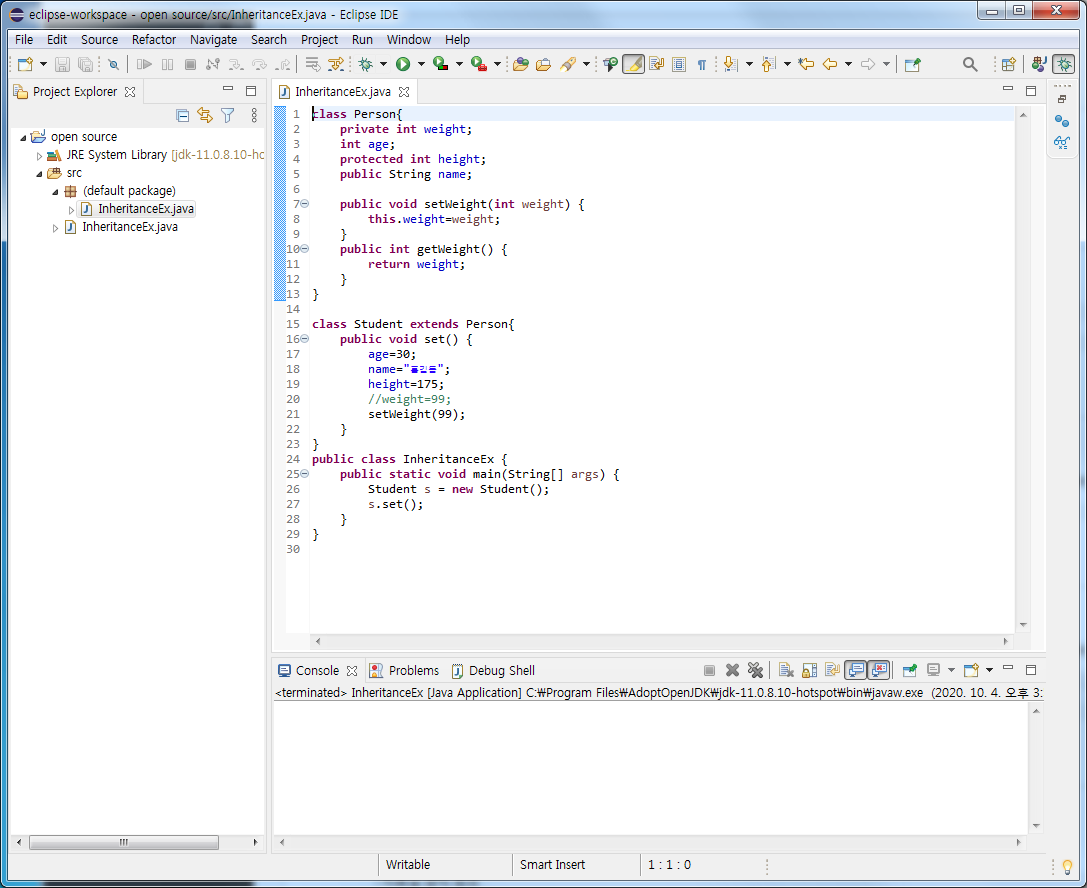 eclipse-workspace - open source/src/InheritanceEx.java - Eclipse IDE
File Edit Source Refactor Navigate Search Project Run Window Help
Project Explorer
InheritanceEx.java
open source
JRE System Library [jdk-11.0.8.10-hc
src
(default package)
InheritanceEx.java
InheritanceEx.java
1 class Person{
2 private int weight;
3 int age;
4 protected int height;
5 public String name;
6
7 public void setWeight(int weight) {
8 this.weight=weight;
9 }
10 public int getWeight() {
11 return weight;
12 }
13 }
14
15 class Student extends Person{
16 public void set() {
17 age=30;
18 name="홍길동";
19 height=175;
20 //weight=99;
21 setWeight(99);
22 }
23 }
24 public class InheritanceEx {
25 public static void main(String[] args) {
26 Student s = new Student();
27 s.set();
28 }
29 }
30
Console Problems Debug Shell
<terminated> InheritanceEx [Java Application] C:₩Program Files₩AdoptOpenJDK₩jdk-11.0.8.10-hotspot₩bin₩javaw.exe (2020. 10. 4. 오후 3:
Writable Smart Insert 1 : 1 : 0